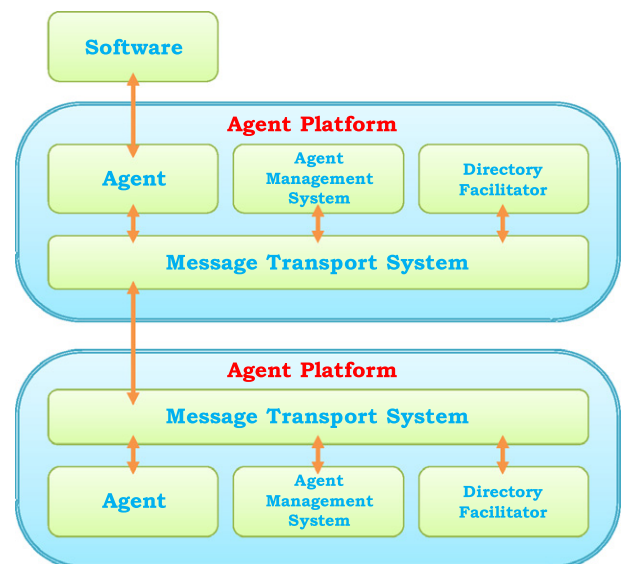 Software
Agent Platform
Agent
Agent
Management
System
Directory
Facilitator
Message Transport System
Agent Platform
Message Transport System
Agent
Agent
Management
System
Directory
Facilitator